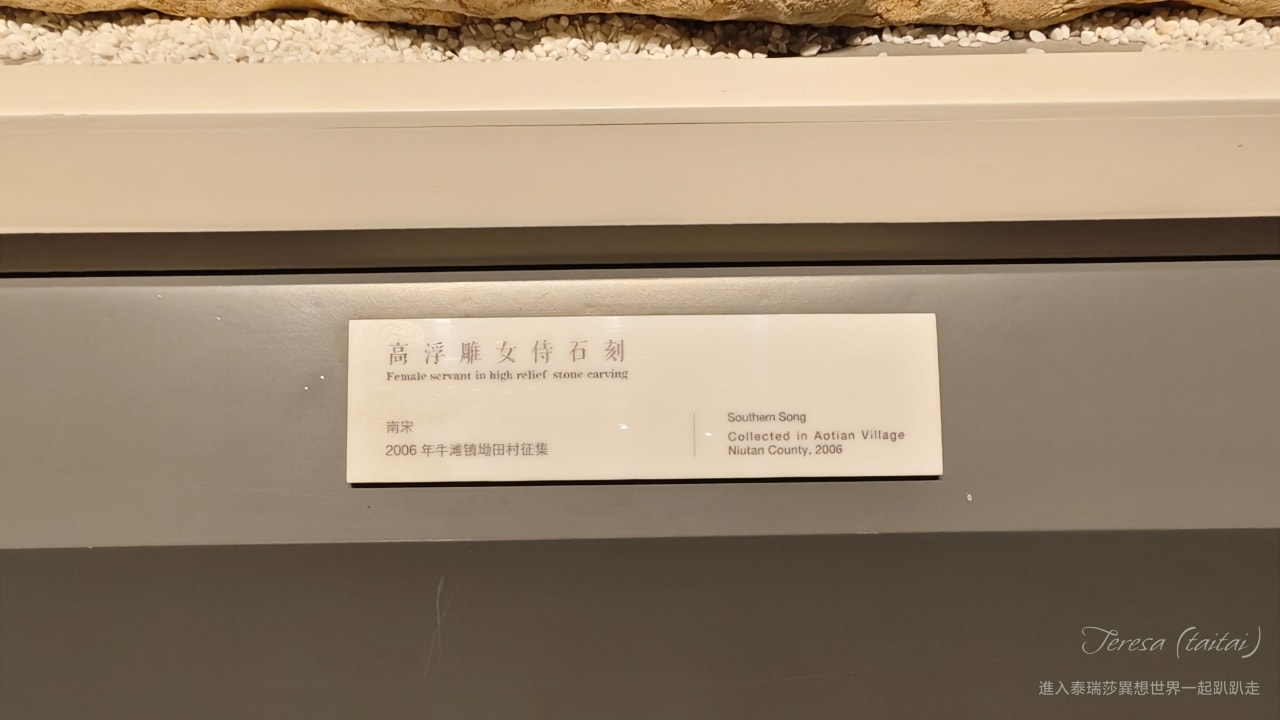 高浮雕女侍石刻
Female servant in high relief stone carving
南宋
2006 年牛滩镇坳田村征集
Southern Song
Collected in Aotian Village
Niutan County, 2006
Teresa (taitai)
進入泰瑞莎異想世界一起趴趴走